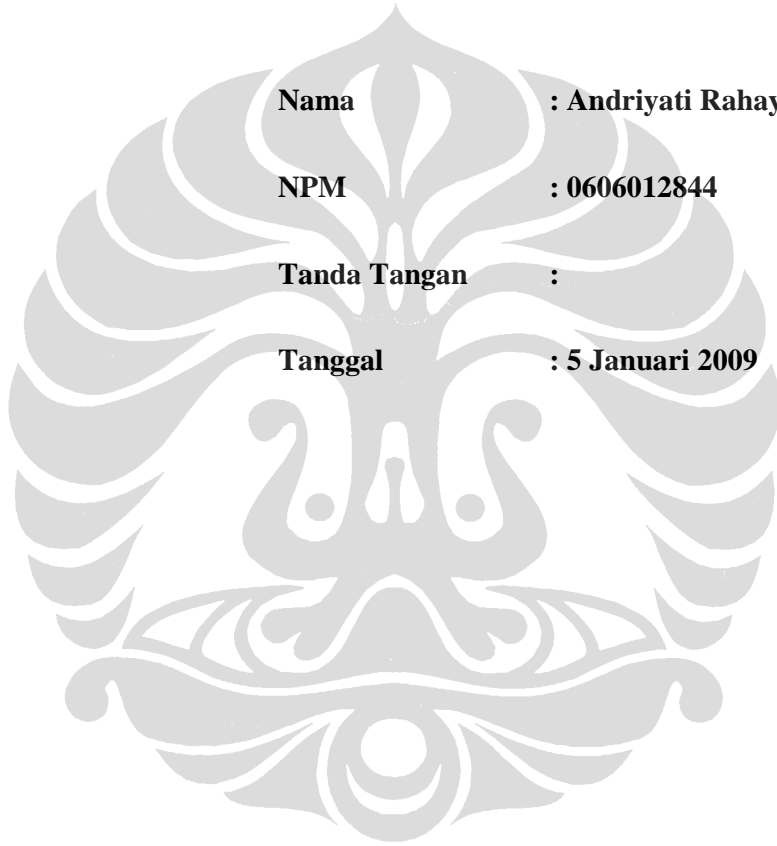 Nama : Andriyati Rahay
NPM : 0606012844
Tanda Tangan :
Tanggal : 5 Januari 2009